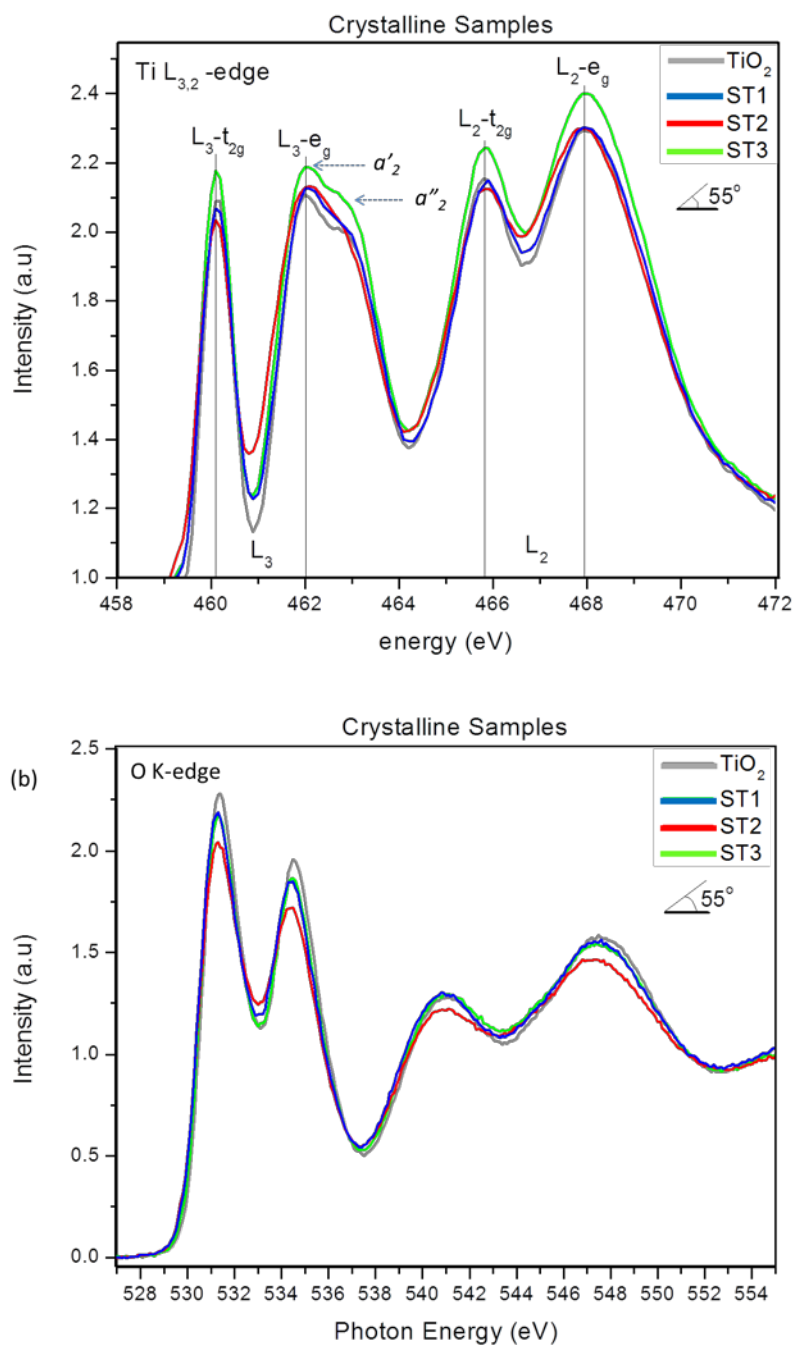 Crystalline Samples
Ti L3,2 -edge
L3-t2g
L3-eg
L2-t2g
L2-eg
TiO2
ST1
ST2
ST3
a'2
a''2
55o
2.4
2.2
2.0
1.8
1.6
1.4
1.2
1.0
Intensity (a.u)
L3
L2
458 460 462 464 466 468 470 472
energy (eV)
(b)
Crystalline Samples
O K-edge
TiO2
ST1
ST2
ST3
55o
2.5
2.0
1.5
1.0
0.5
0.0
Intensity (a.u)
528 530 532 534 536 538 540 542 544 546 548 550 552 554
Photon Energy (eV)